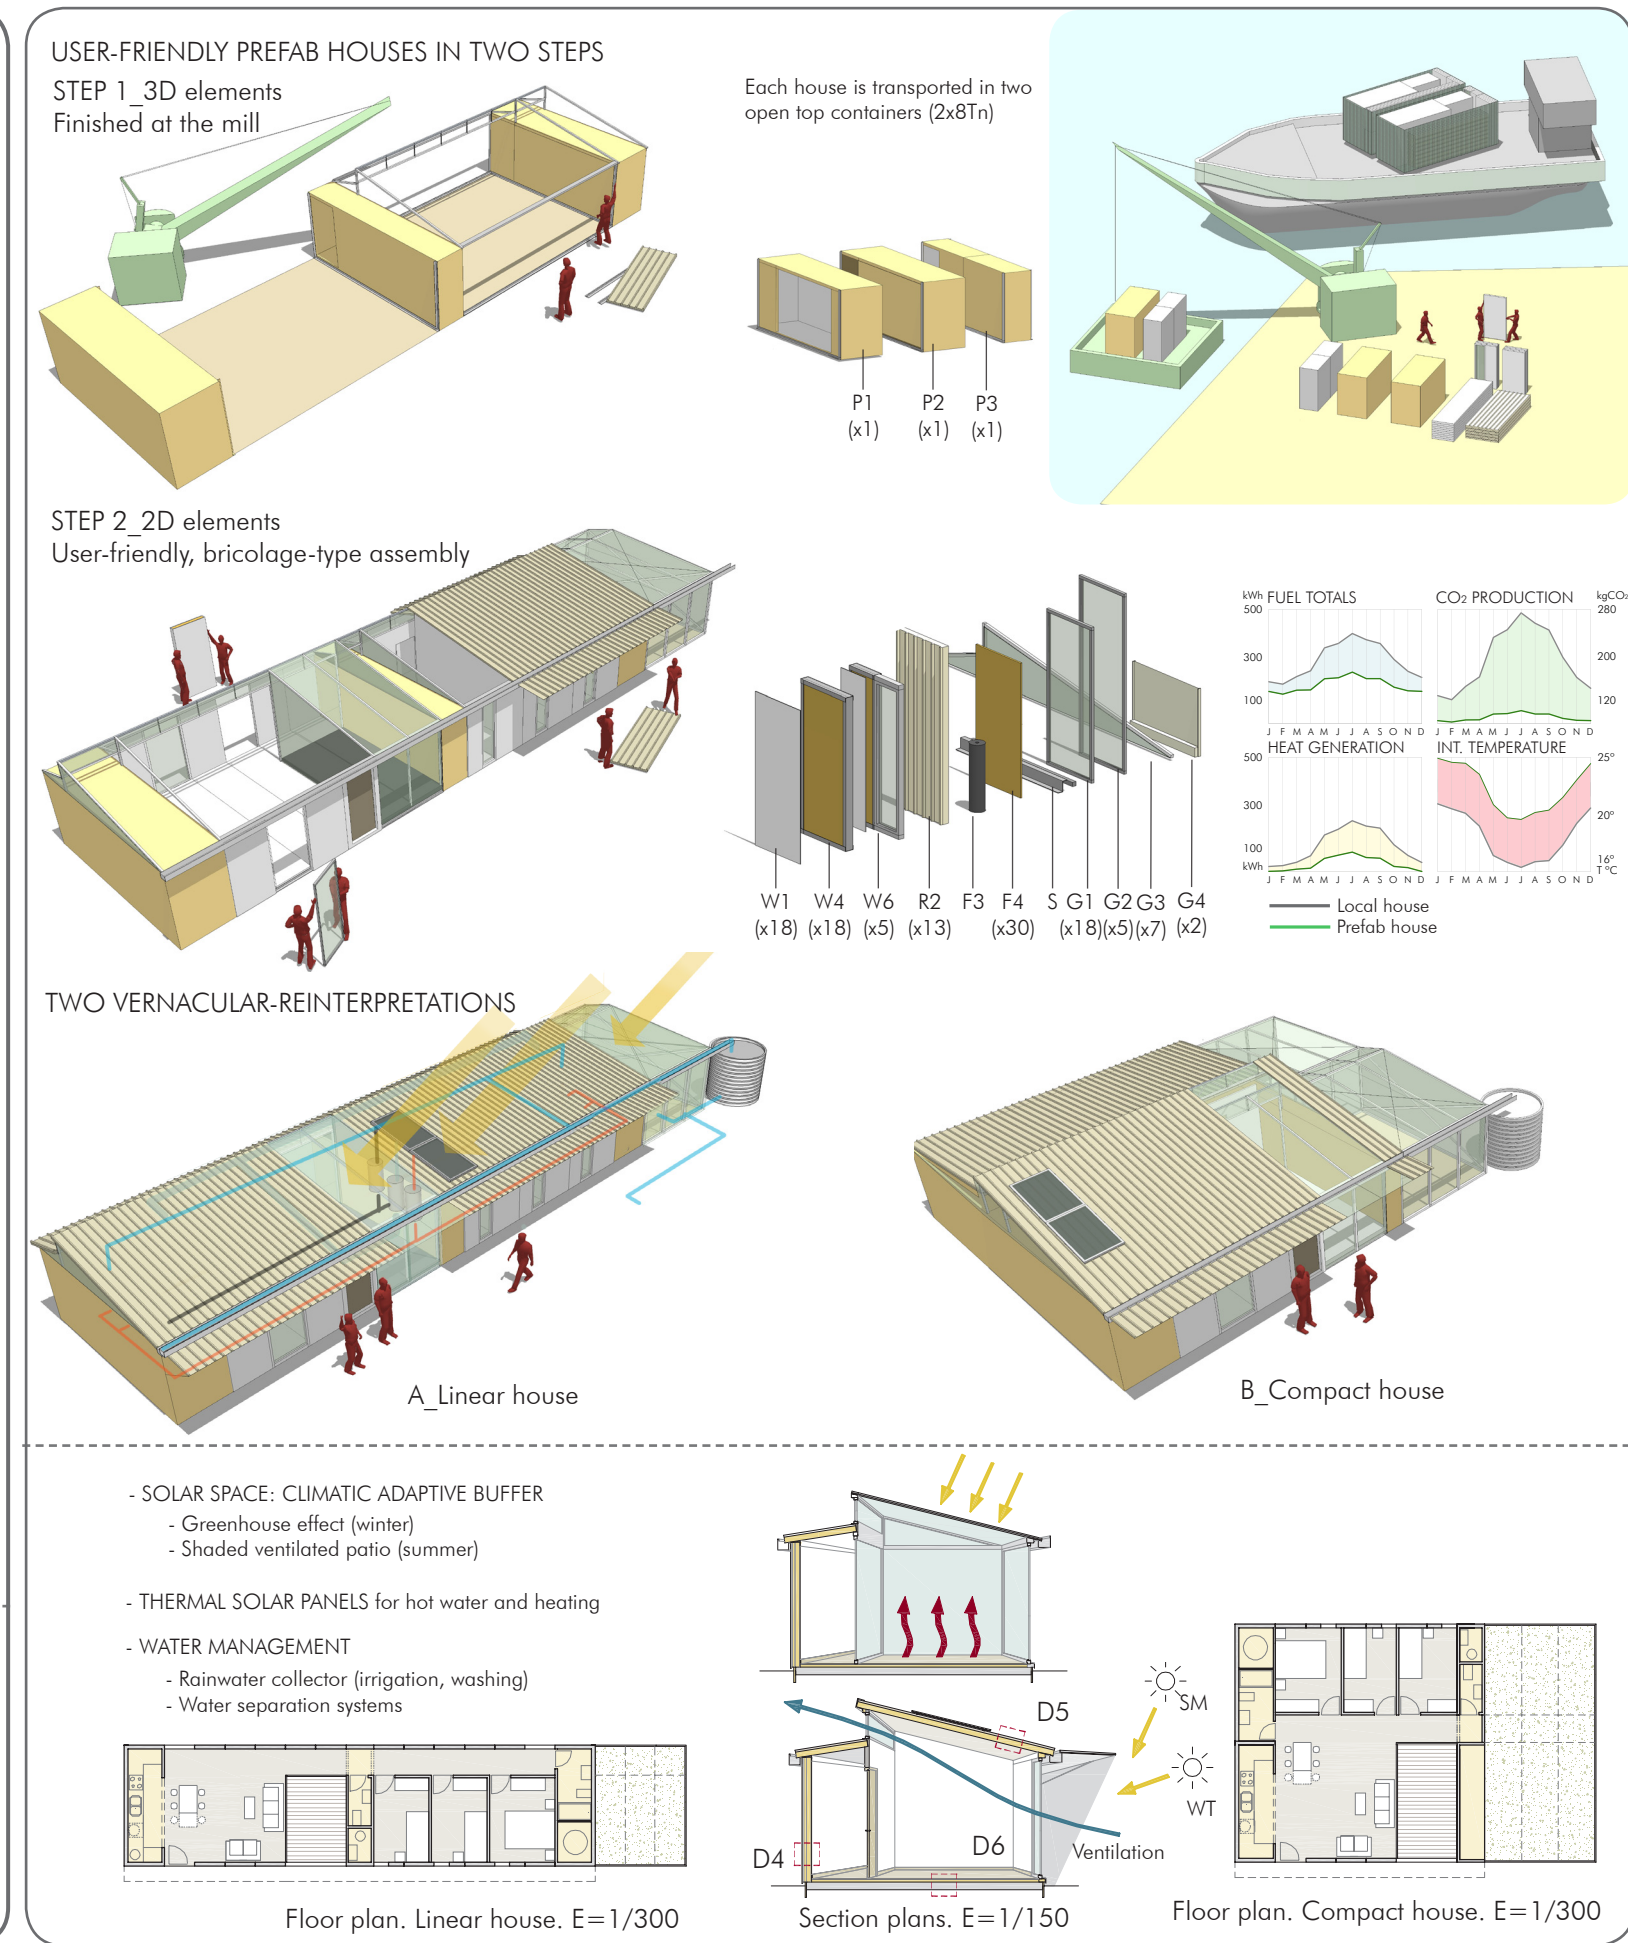 USER-FRIENDLY PREFAB HOUSES IN TWO STEPS
STEP 1_3D elements
Finished at the mill
Each house is transported in two
open top containers (2x8Tn)
P1 P2 P3
(x1) (x1) (x1)
STEP 2_2D elements
User-friendly, bricolage-type assembly
W1 W4 W6 R2 F3 F4 S G1 G2 G3 G4
(x18) (x18) (x5) (x13) (x30) (x18) (x5) (x7) (x2)
kWh FUEL TOTALS
500
300
100
J F M A M J J A S O N D
CO2 PRODUCTION kgCO2
280
200
120
J F M A M J J A S O N D
HEAT GENERATION
500
300
100
kWh
J F M A M J J A S O N D
INT. TEMPERATURE
25º
20º
16º
T ºC
J F M A M J J A S O N D
Local house
Prefab house
TWO VERNACULAR-REINTERPRETATIONS
A_Linear house
B_Compact house
- SOLAR SPACE: CLIMATIC ADAPTIVE BUFFER
- Greenhouse effect (winter)
- Shaded ventilated patio (summer)
- THERMAL SOLAR PANELS for hot water and heating
- WATER MANAGEMENT
- Rainwater collector (irrigation, washing)
- Water separation systems
SM
D5
WT
D4
D6
Ventilation
Floor plan. Linear house. E=1/300
Section plans. E=1/150
Floor plan. Compact house. E=1/300